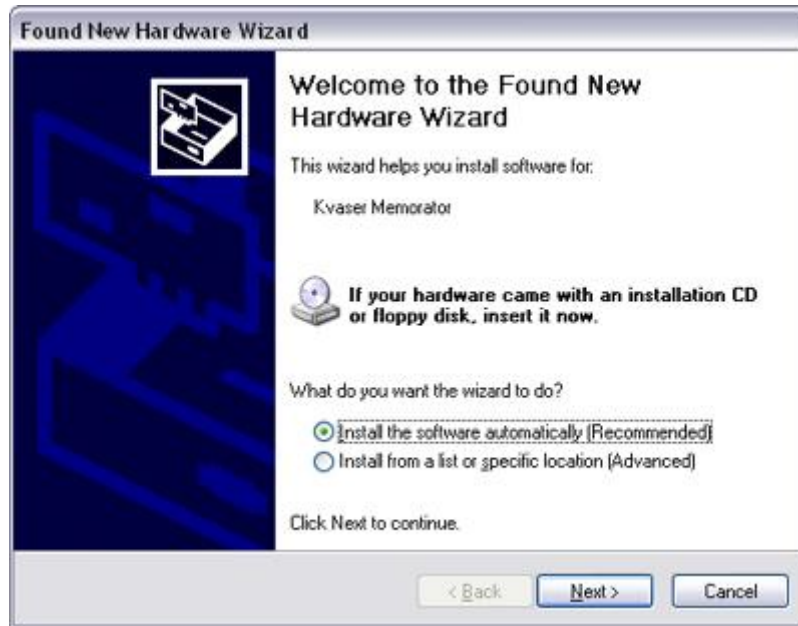 Found New Hardware Wizard
Welcome to the Found New
Hardware Wizard
This wizard helps you install software for:
Kvaser Memorator
If your hardware came with an installation CD
or floppy disk, insert it now.
What do you want the wizard to do?
Install the software automatically (Recommended)
Install from a list or specific location (Advanced)
Click Next to continue.
< Back Next > Cancel